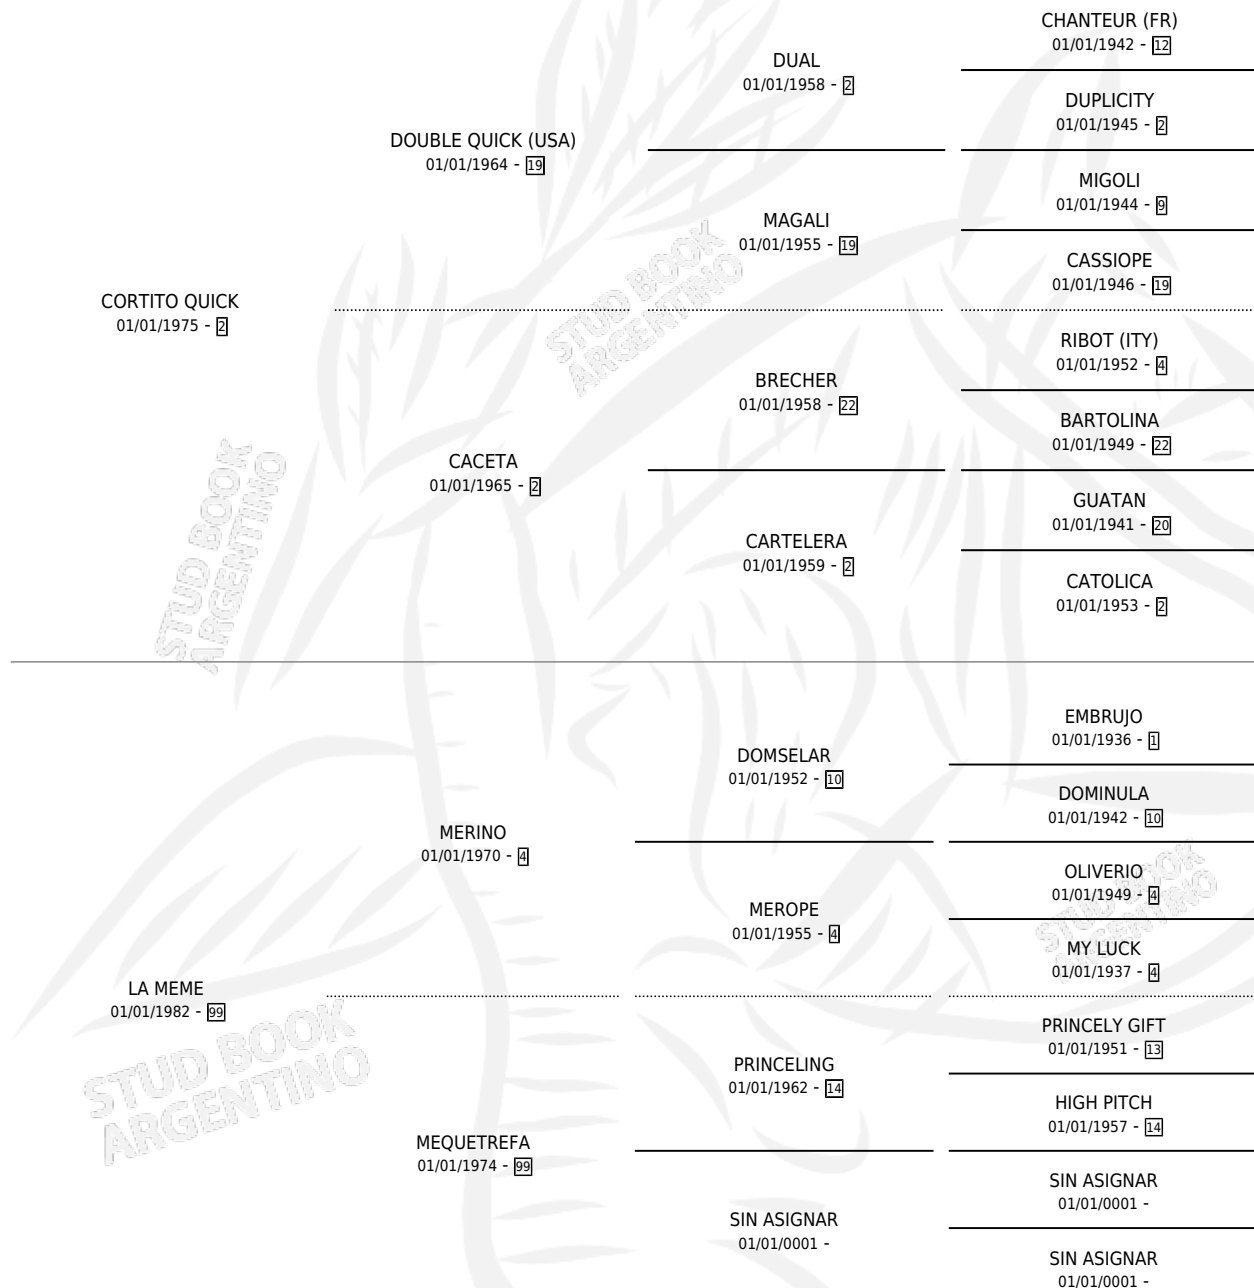 CHANTEUR (FR)
01/01/1942 - 12
DUAL
01/01/1958 - 2
DUPLICITY
01/01/1945 - 2
DOUBLE QUICK (USA)
01/01/1964 - 19
MIGOLI
01/01/1944 - 9
MAGALI
01/01/1955 - 19
CASSIOPE
01/01/1946 - 19
CORTITO QUICK
01/01/1975 - 2
RIBOT (ITY)
01/01/1952 - 4
BRECHER
01/01/1958 - 22
BARTOLINA
01/01/1949 - 22
CACETA
01/01/1965 - 2
GUATAN
01/01/1941 - 20
CARTELERA
01/01/1959 - 2
CATOLICA
01/01/1953 - 2
EMBRUJO
01/01/1936 - 1
DOMSELAR
01/01/1952 - 10
DOMINULA
01/01/1942 - 10
MERINO
01/01/1970 - 4
OLIVERIO
01/01/1949 - 4
MEROPE
01/01/1955 - 4
MY LUCK
01/01/1937 - 4
LA MEME
01/01/1982 - 99
PRINCELY GIFT
01/01/1951 - 13
PRINCELING
01/01/1962 - 14
HIGH PITCH
01/01/1957 - 14
MEQUETREFA
01/01/1974 - 99
SIN ASIGNAR
01/01/0001 -
SIN ASIGNAR
01/01/0001 -
SIN ASIGNAR
01/01/0001 -
STUD BOOK
ARGENTINO
STUD BOOK
ARGENTINO
STUD BOOK
ARGENTINO
STUD BOOK
ARGENTINO